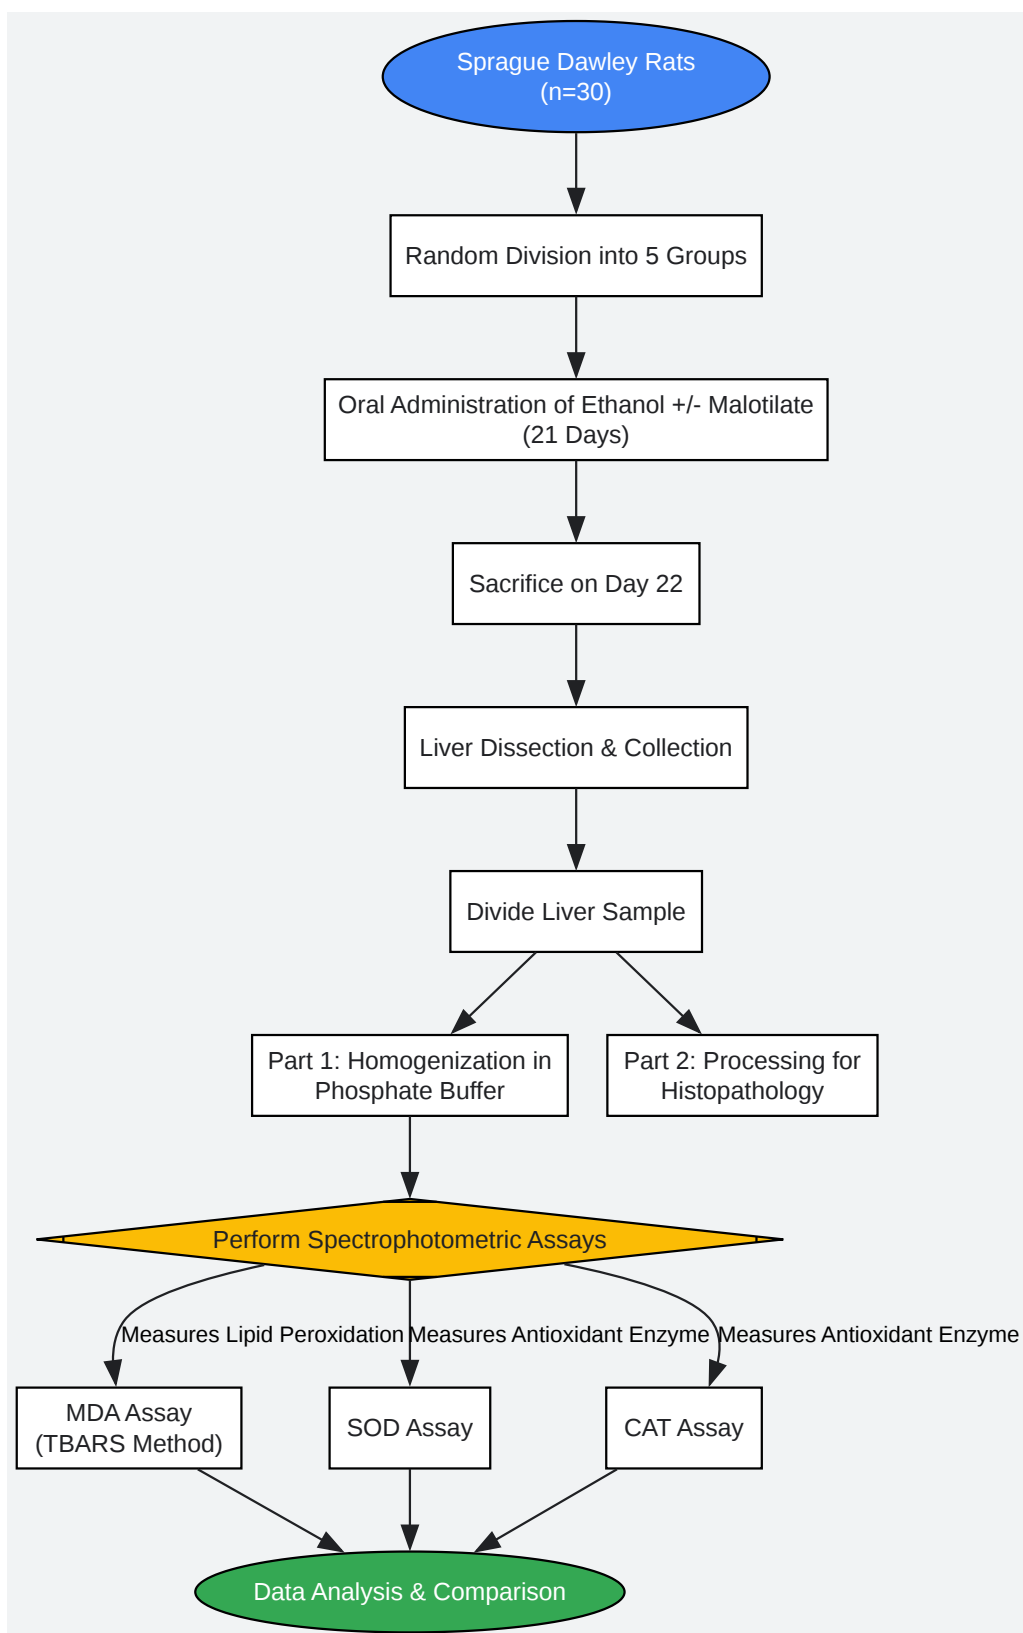 Sprague Dawley Rats
(n=30)
Random Division into 5 Groups
Oral Administration of Ethanol +/- Malotilate
(21 Days)
Sacrifice on Day 22
Liver Dissection & Collection
Divide Liver Sample
Part 1: Homogenization in
Phosphate Buffer
Part 2: Processing for
Histopathology
Perform Spectrophotometric Assays
Measures Lipid Peroxidation
Measures Antioxidant Enzyme
Measures Antioxidant Enzyme
MDA Assay
(TBARS Method)
SOD Assay
CAT Assay
Data Analysis & Comparison